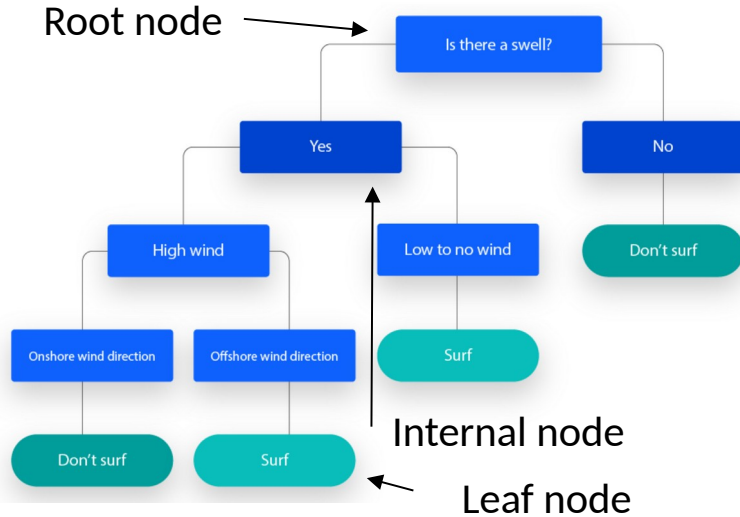 Root node
Is there a swell?
Yes
No
High wind
Low to no wind
Don't surf
Onshore wind direction
Offshore wind direction
Surf
Don't surf
Surf
Internal node
Leaf node